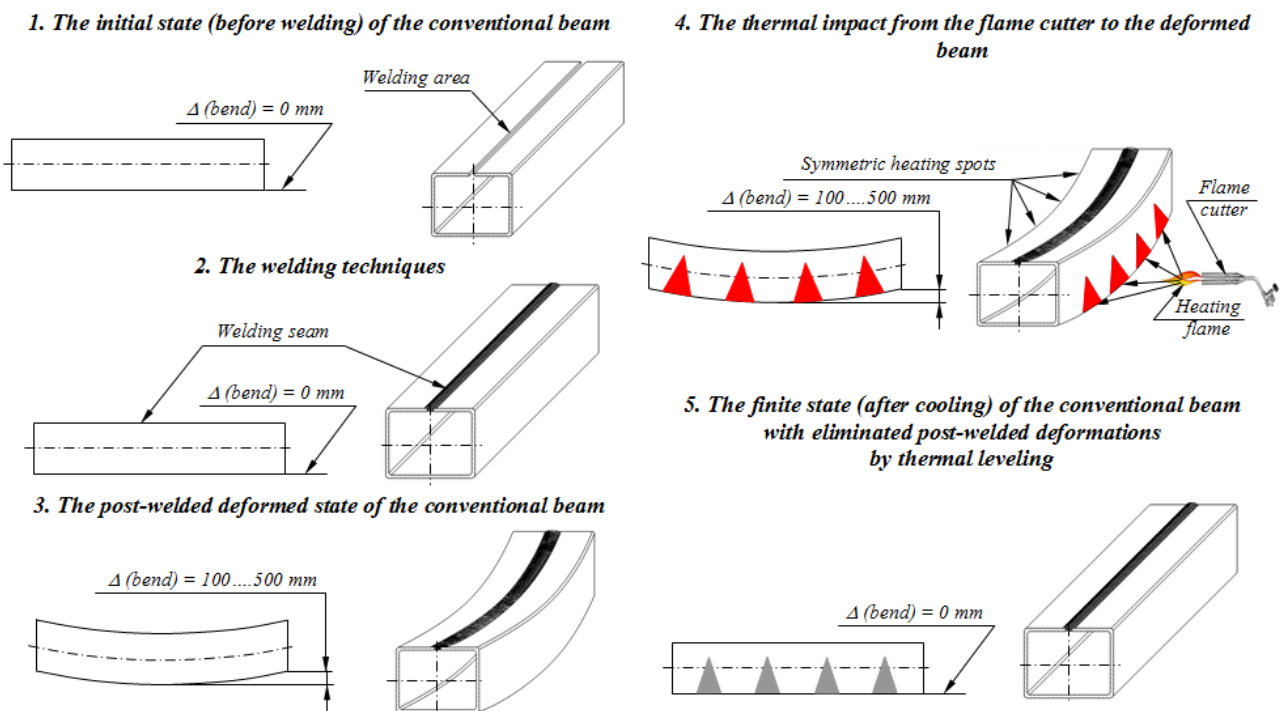 1. The initial state (before welding) of the conventional beam
Welding area
Δ (bend) = 0 mm
2. The welding techniques
Welding seam
Δ (bend) = 0 mm
3. The post-welded deformed state of the conventional beam
Δ (bend) = 100....500 mm
4. The thermal impact from the flame cutter to the deformed
beam
Symmetric heating spots
Δ (bend) = 100....500 mm
Flame
cutter
Heating
flame
5. The finite state (after cooling) of the conventional beam
with eliminated post-welded deformations
by thermal leveling
Δ (bend) = 0 mm